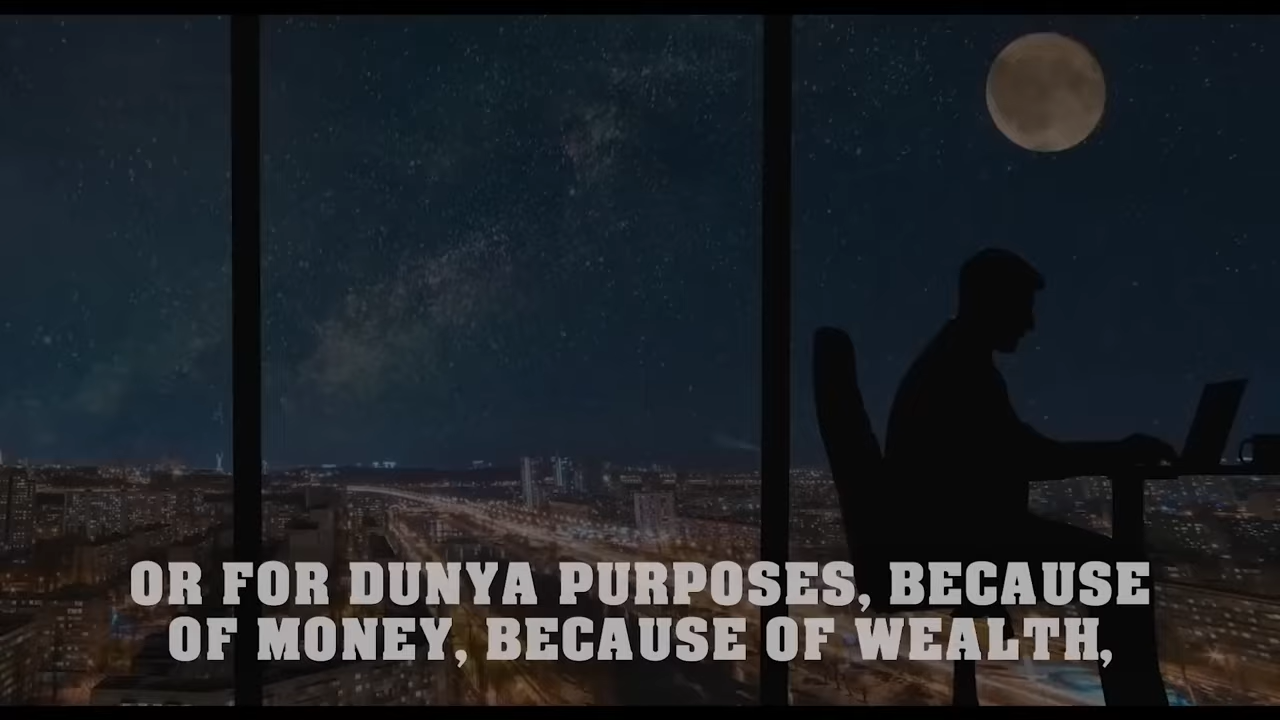 OR FOR DUNYA PURPOSES, BECAUSE
OF MONEY, BECAUSE OF WEALTH,